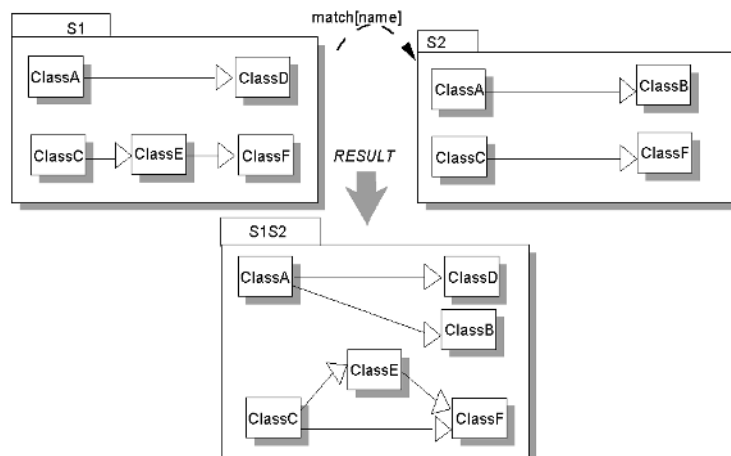 S1
match[name]
S2
ClassA
ClassD
ClassA
ClassB
ClassC
ClassE
ClassF
RESULT
ClassC
ClassF
S1S2
ClassA
ClassD
ClassB
ClassE
ClassC
ClassF